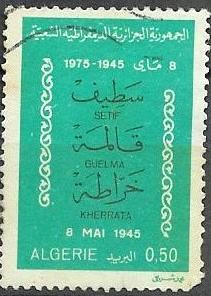 الجمهورية الجزائرية الديمقراطية الشعبية
8 ماي 1945-1975
سطيف
SETIF
قالمة
GUELMA
خراطة
KHERRATA
8 MAI 1945
ALGERIE البريد 0,50